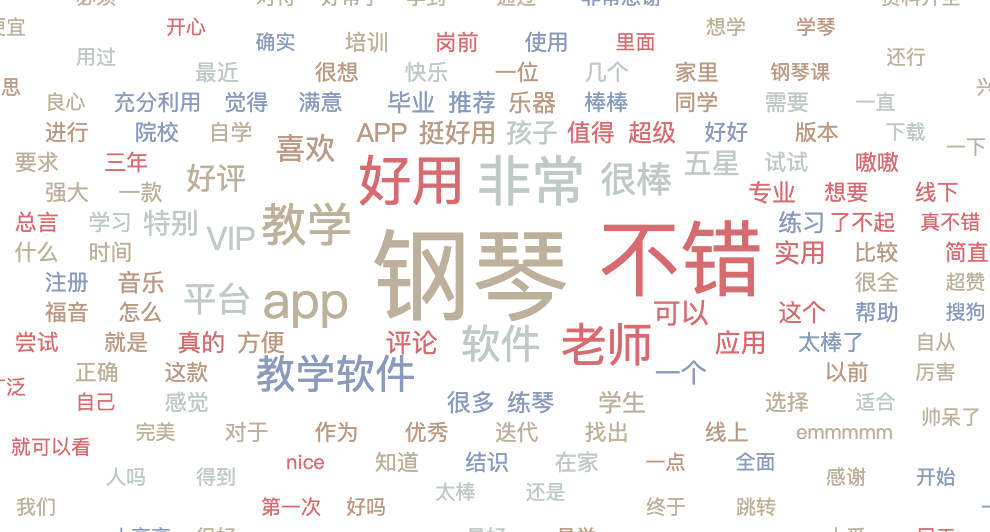 开心 想学 学琴
确实 培训 岗前 使用 里面
用过 还行
最近 很想 快乐 一位 几个 家里 钢琴课
思
良心 充分利用 觉得 满意 毕业 推荐 乐器 棒棒 同学 需要 一直
进行 院校 自学 喜欢 APP 挺好用 孩子 值得 超级 好好 版本 下载 一下
要求 三年 好评 好用 非常 很棒 五星 试试 嗷嗷
强大 一款 专业 想要 线下
总言 学习 特别 VIP 教学 练习 了不起 真不错
什么 时间 钢琴 不错 实用 比较 简直
注册 音乐 很全 超赞
福音 怎么 平台 app 可以 这个 帮助 搜狗
尝试 就是 真的 方便 评论 软件 老师 应用 太棒了 自从
正确 这款 教学软件 一个 以前 厉害
自己 感觉 很多 练琴 学生 选择 适合
帅呆了
完美 对于 作为 优秀 迭代 找出 线上 emmmmm
就可以看
nice 知道 结识 在家 一点 全面
人吗 得到 感谢 开始
太棒 还是
我们 第一次 好吗 终于 跳转